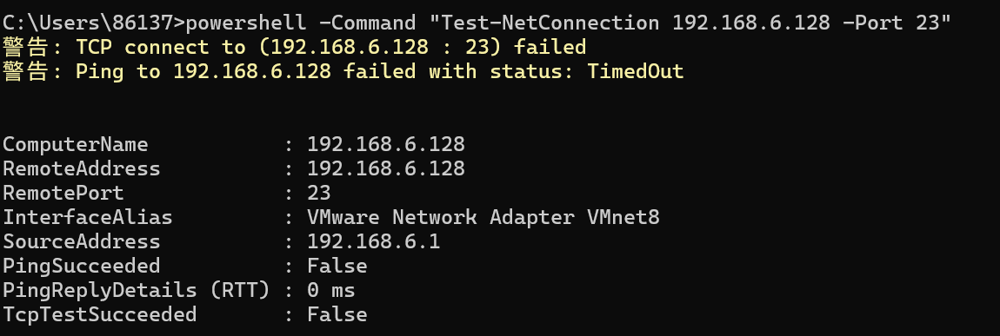 C:\Users\86137>powershell -Command "Test-NetConnection 192.168.6.128 -Port 23"
警告: TCP connect to (192.168.6.128 : 23) failed
警告: Ping to 192.168.6.128 failed with status: TimedOut
ComputerName           : 192.168.6.128
RemoteAddress          : 192.168.6.128
RemotePort             : 23
InterfaceAlias         : VMware Network Adapter VMnet8
SourceAddress          : 192.168.6.1
PingSucceeded          : False
PingReplyDetails (RTT) : 0 ms
TcpTestSucceeded       : False